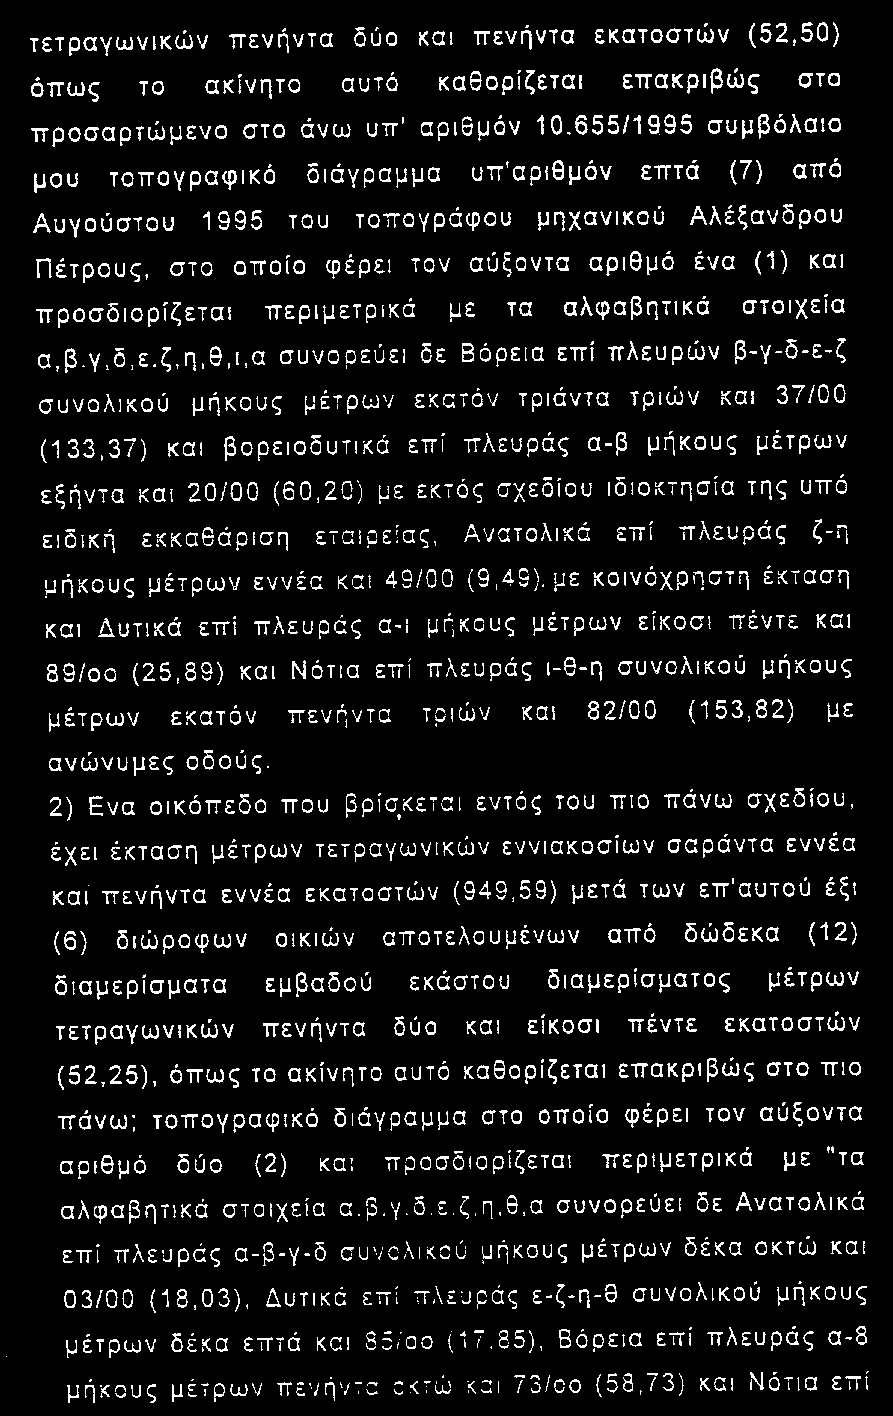 τετραγωνικών πενήντα δύο και πενήντα εκατοστών (52,50)
όπως το ακίνητο αυτό καθορίζεται επακριβώς στο
προσαρτώμενο στο άνω υπ' αριθμόν 10.655/1995 συμβόλαιο
μου τοπογραφικό διάγραμμα υπ'αριθμόν επτά (7) από
Αυγούστου 1995 του τοπογράφου μηχανικού Αλέξανδρου
Πέτρους, στο οποίο φέρει τον αύξοντα αριθμό ένα (1) και
προσδιορίζεται περιμετρικά με τα αλφαβητικά στοιχεία
α,β.γ,δ,ε.ζ,η,θ,ι,α συνορεύει δε Βόρεια επί πλευρών β-γ-δ-ε-ζ
συνολικού μήκους μέτρων εκατόν τριάντα τριών και 37/00
(133,37) και βορειοδυτικά επί πλευράς α-β μήκους μέτρων
εξήντα και 20/00 (60,20) με εκτός σχεδίου ιδιοκτησία της υπό
ειδική εκκαθάριση εταιρείας, Ανατολικά επί πλευράς ζ-η
μήκους μέτρων εννέα και 49/00 (9,49). με κοινόχρηστη έκταση
και Δυτικά επί πλευράς α-ι μήκους μέτρων είκοσι πέντε και
89/οο (25,89) και Νότια επί πλευράς ι-θ-η συνολικού μήκους
μέτρων εκατόν πενήντα τριών και 82/00 (153,82) με
ανώνυμες οδούς.
2) Ενα οικόπεδο που βρίσκεται εντός του πιο πάνω σχεδίου,
έχει έκταση μέτρων τετραγωνικών εννιακοσίων σαράντα εννέα
και πενήντα εννέα εκατοστών (949,59) μετά των επ'αυτού έξι
(6) διώροφων οικιών αποτελουμένων από δώδεκα (12)
διαμερίσματα εμβαδού εκάστου διαμερίσματος μέτρων
τετραγωνικών πενήντα δύο και είκοσι πέντε εκατοστών
(52,25), όπως το ακίνητο αυτό καθορίζεται επακριβώς στο πιο
πάνω; τοπογραφικό διάγραμμα στο οποίο φέρει τον αύξοντα
αριθμό δύο (2) και προσδιορίζεται περιμετρικά με "τα
αλφαβητικά στοιχεία α.β.γ.δ.ε.ζ.η,θ,α συνορεύει δε Ανατολικά
επί πλευράς α-β-γ-δ συνολικού μήκους μέτρων δέκα οκτώ και
03/00 (18,03), Δυτικά επί πλευράς ε-ζ-η-θ συνολικού μήκους
μέτρων δέκα επτά και 85/οο (17.85), Βόρεια επί πλευράς α-8
μήκους μέτρων πενήντα οκτώ και 73/οο (58,73) και Νότια επί